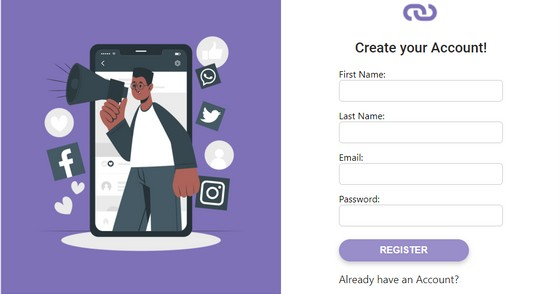 Create your Account!
First Name:
Last Name:
Email:
Password:
REGISTER
Already have an Account?